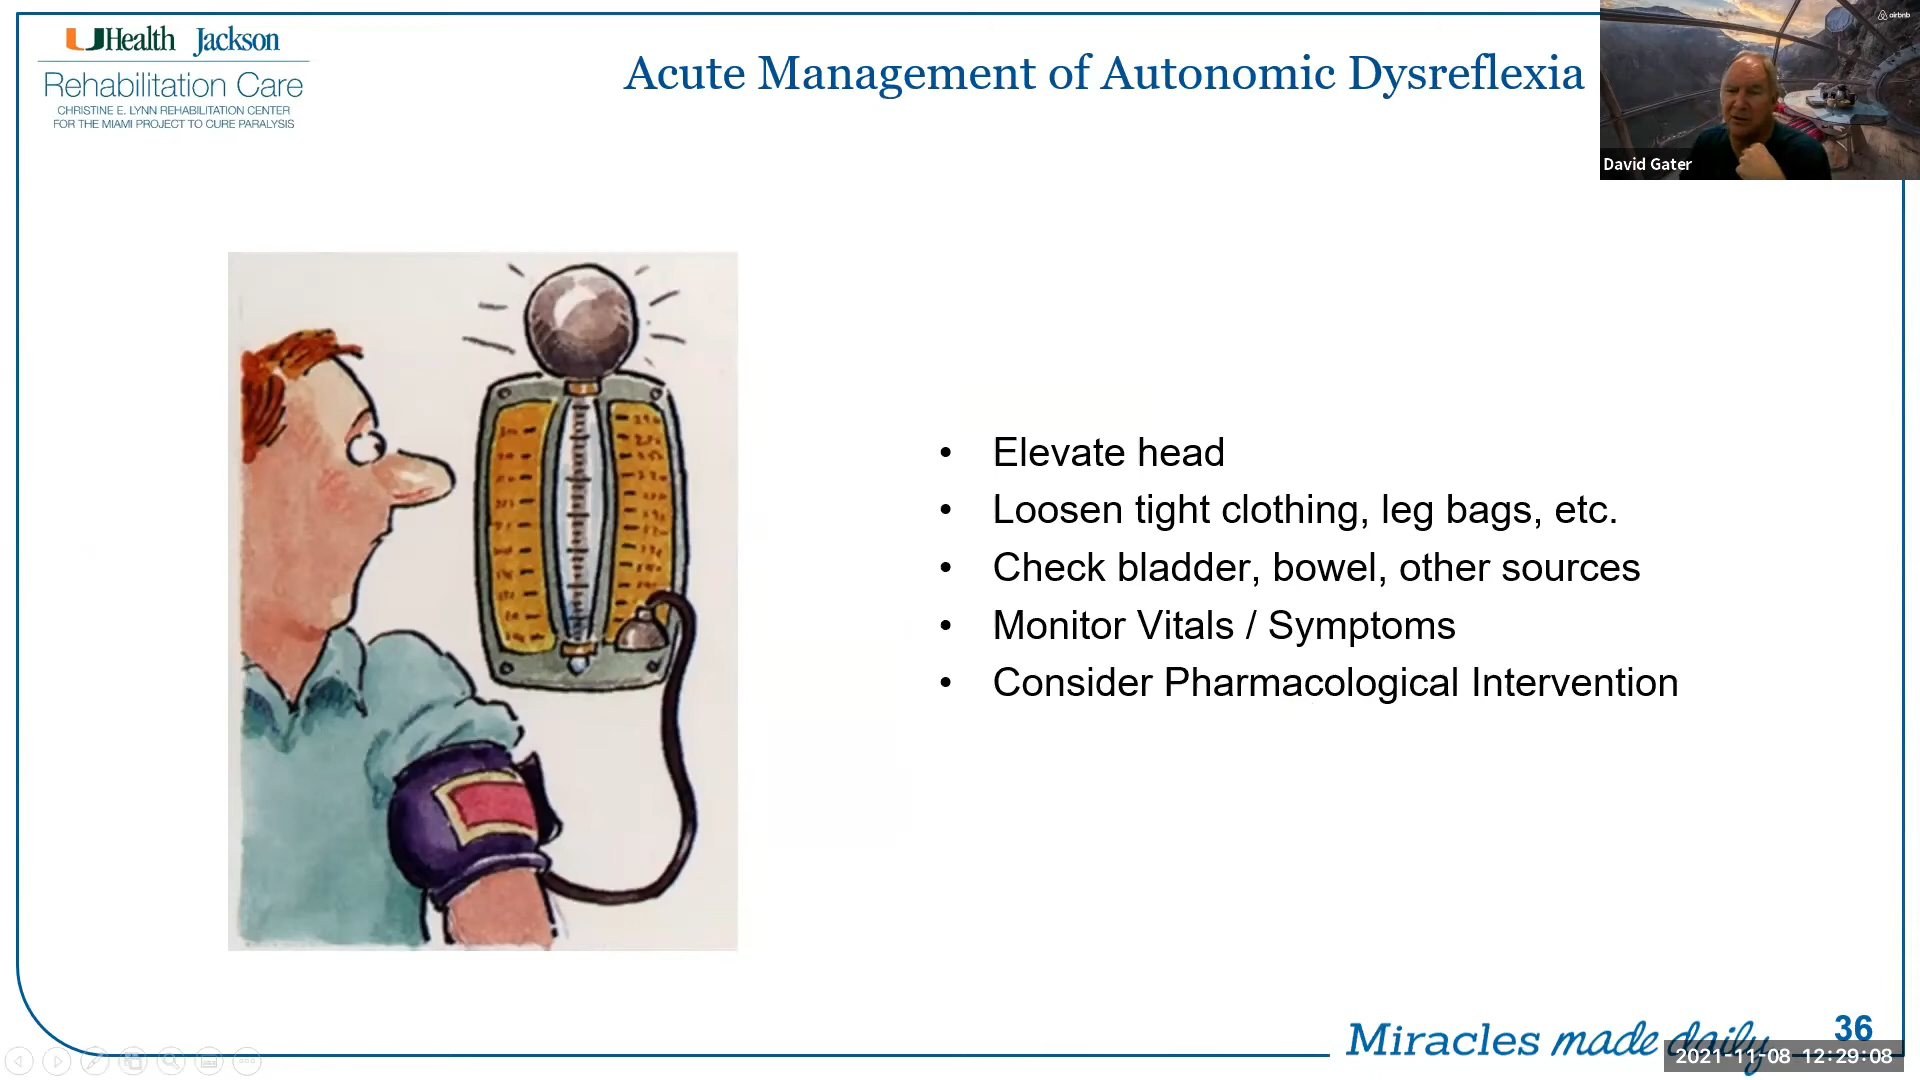 UHealth Jackson
Rehabilitation Care
CHRISTINE E. LYNN REHABILITATION CENTER
FOR THE MIAMI PROJECT TO CURE PARALYSIS
Acute Management of Autonomic Dysreflexia
airbnb
David Gater
• Elevate head
• Loosen tight clothing, leg bags, etc.
• Check bladder, bowel, other sources
• Monitor Vitals / Symptoms
• Consider Pharmacological Intervention
Miracles made daily
36
2021-11-08 12:29:08